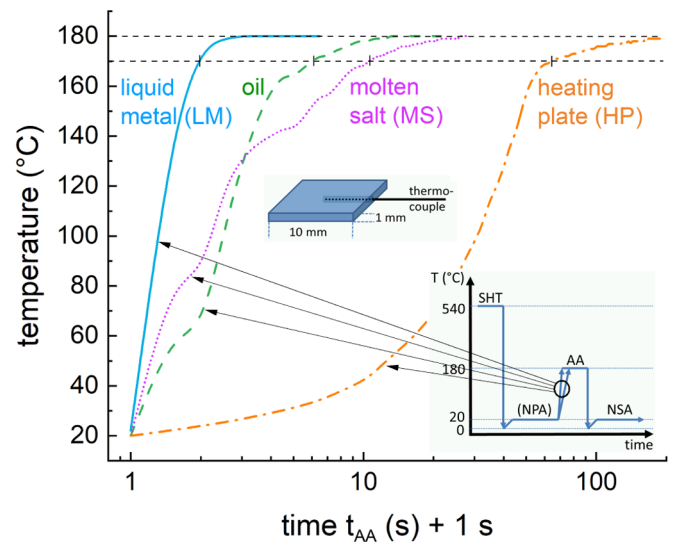 180
160
140
120
100
80
60
40
20
temperature (°C)
liquid
metal (LM)
oil
molten
salt (MS)
heating
plate (HP)
thermo-
couple
1 mm
10 mm
T (°C)
SHT
540
180
20
0
(NPA)
AA
NSA
time
1
10
100
time tAA (s) + 1 s